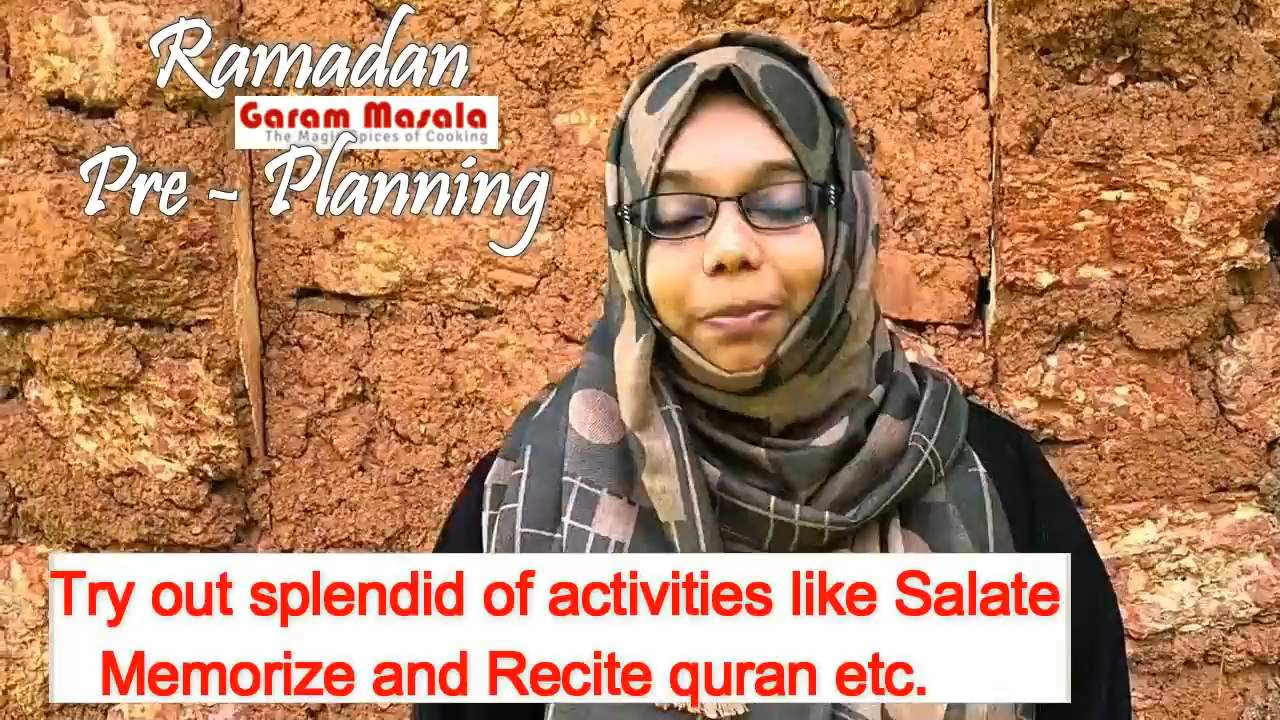 Ramadan
Garam Masala
The Magic Spices of Cooking
Pre - Planning
Try out splendid of activities like Salate
Memorize and Recite quran etc.